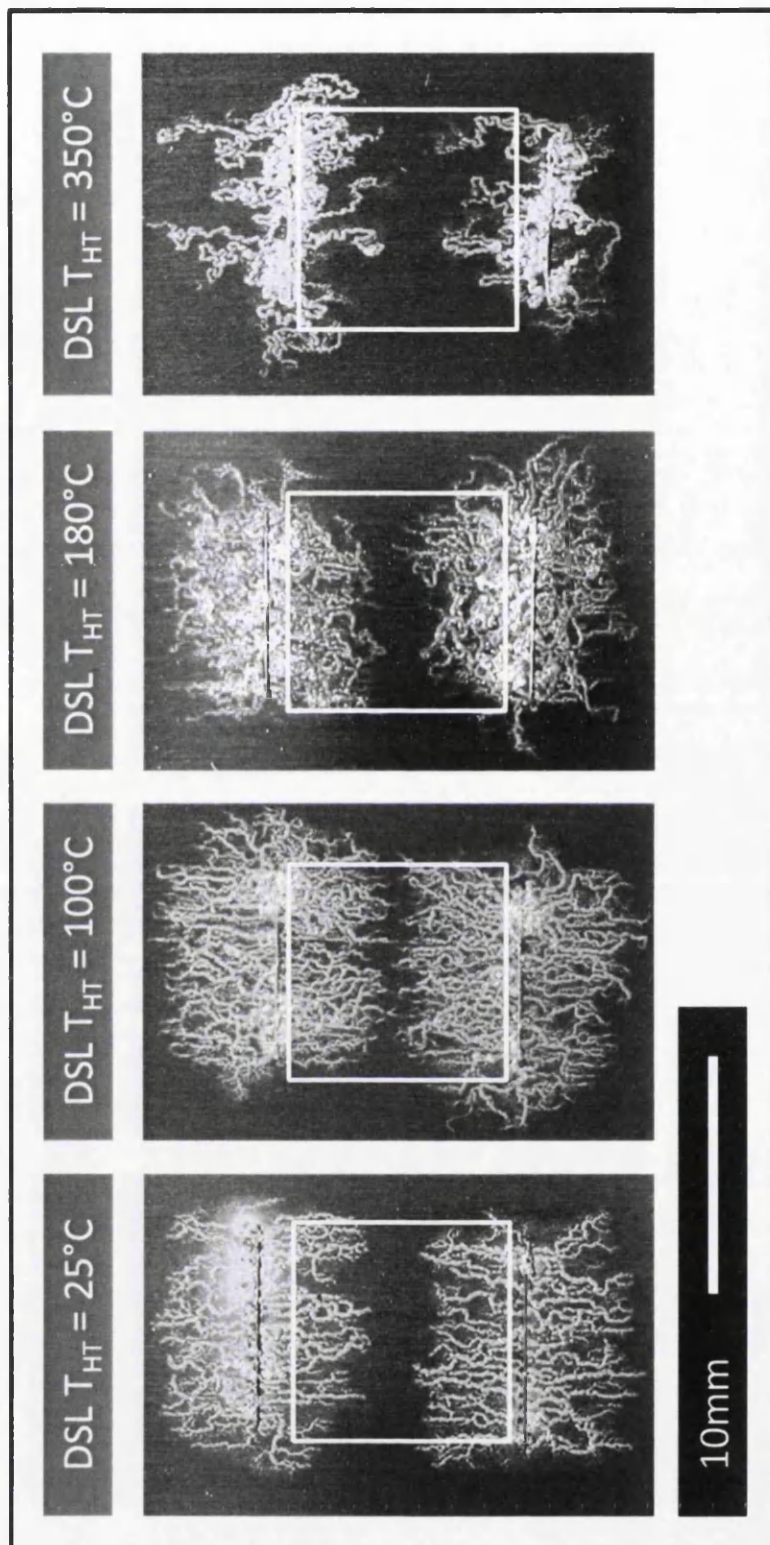 DSL T_HT = 25°C
DSL T_HT = 100°C
DSL T_HT = 180°C
DSL T_HT = 350°C
10mm